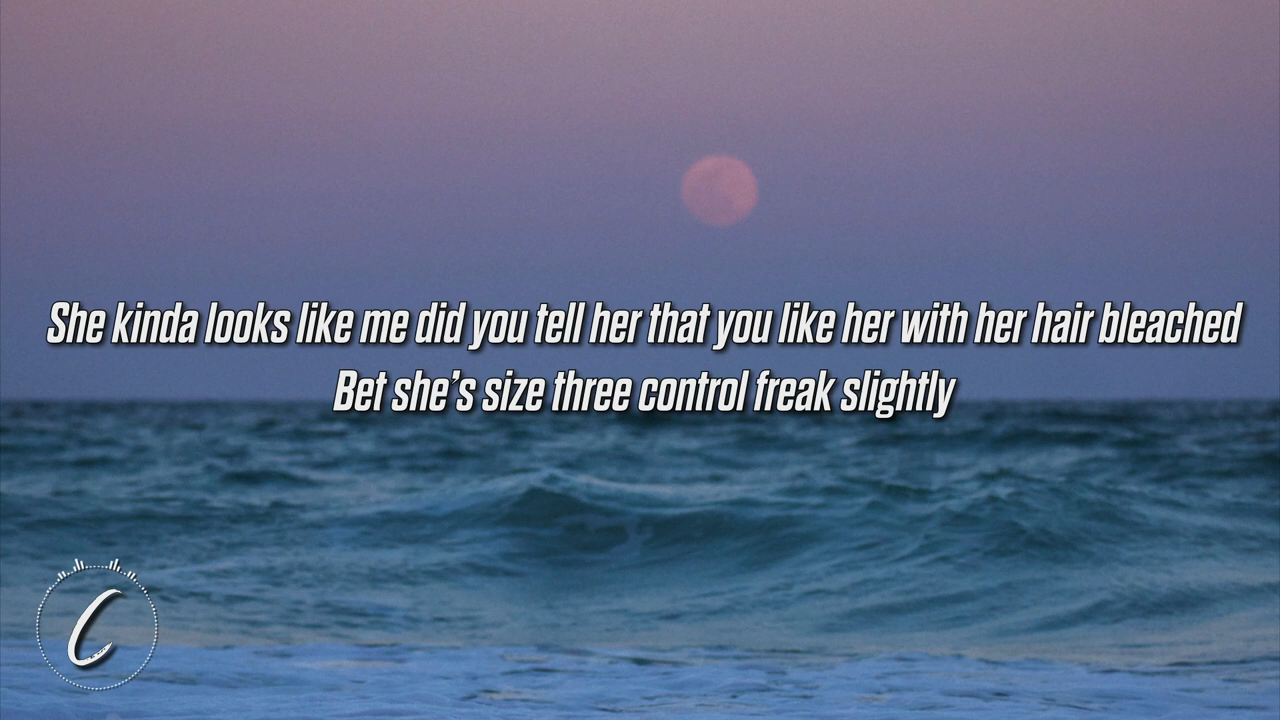 She kinda looks like me did you tell her that you like her with her hair bleached
Bet she’s size three control freak slightly
C